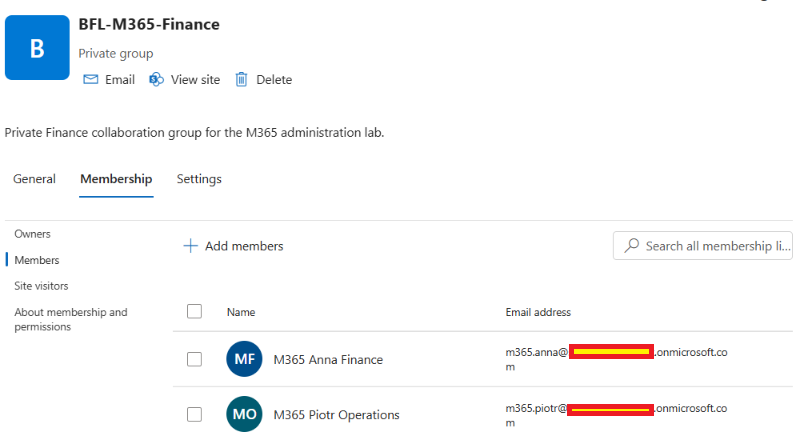 B
BFL-M365-Finance
Private group
Email View site Delete
Private Finance collaboration group for the M365 administration lab.
General Membership Settings
Owners
Members
Site visitors
About membership and
permissions
Add members
Search all membership li...
Name Email address
MF M365 Anna Finance m365.anna@ .onmicrosoft.co
m
MO M365 Piotr Operations m365.piotr@ .onmicrosoft.co
m